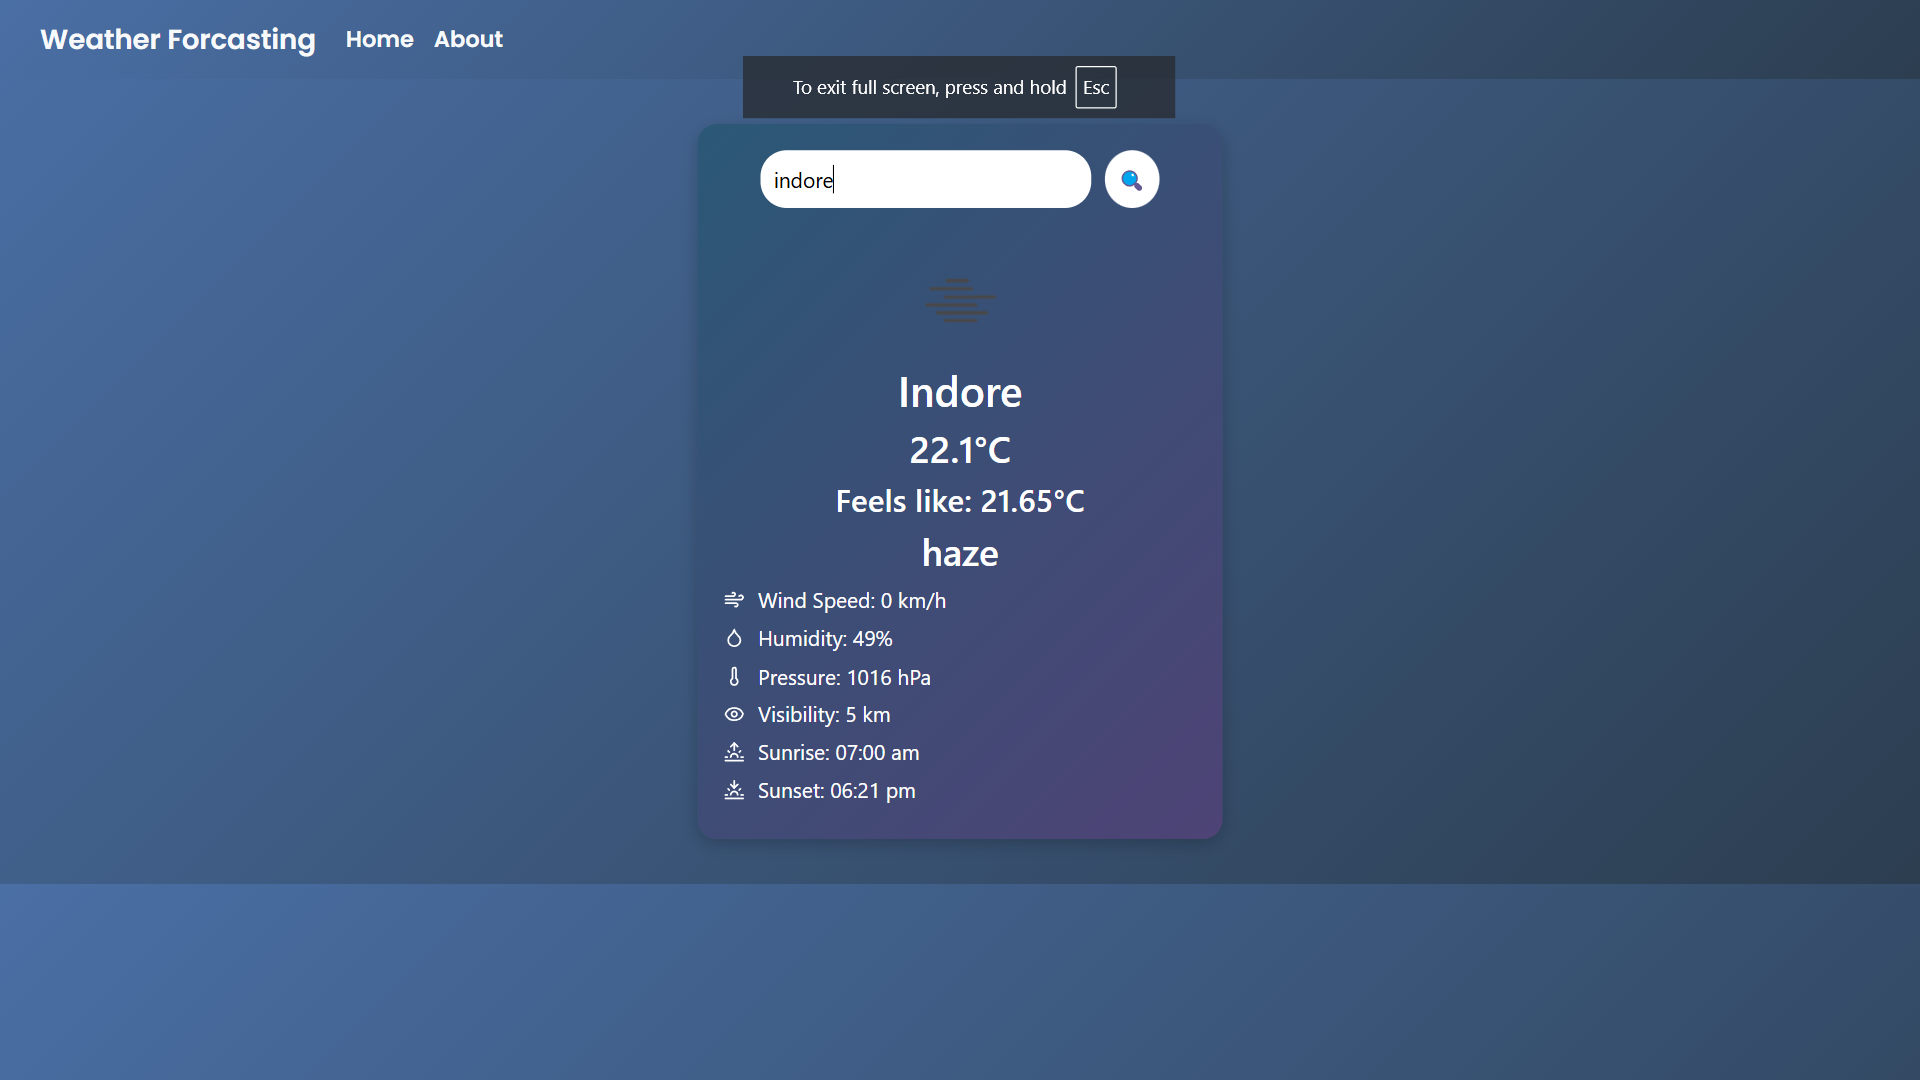 Weather Forcasting Home About
To exit full screen, press and hold Esc
indore
Indore
22.1°C
Feels like: 21.65°C
haze
Wind Speed: 0 km/h
Humidity: 49%
Pressure: 1016 hPa
Visibility: 5 km
Sunrise: 07:00 am
Sunset: 06:21 pm